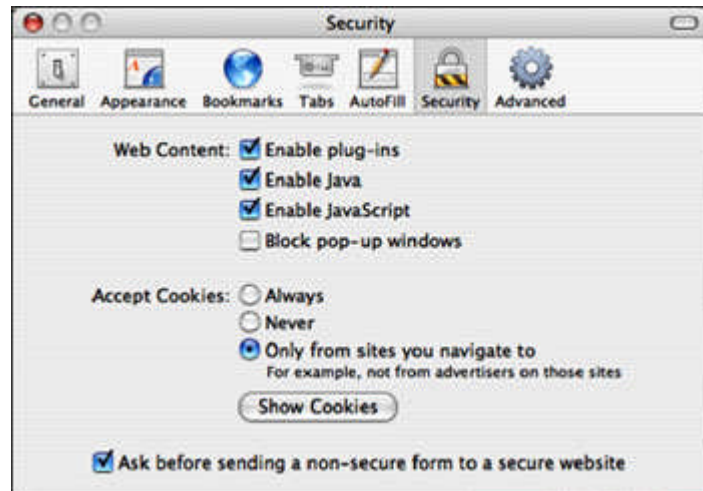 Security
General Appearance Bookmarks Tabs AutoFill Security Advanced
Web Content: Enable plug-ins
Enable Java
Enable JavaScript
Block pop-up windows
Accept Cookies: Always
Never
Only from sites you navigate to
For example, not from advertisers on those sites
Show Cookies
Ask before sending a non-secure form to a secure website